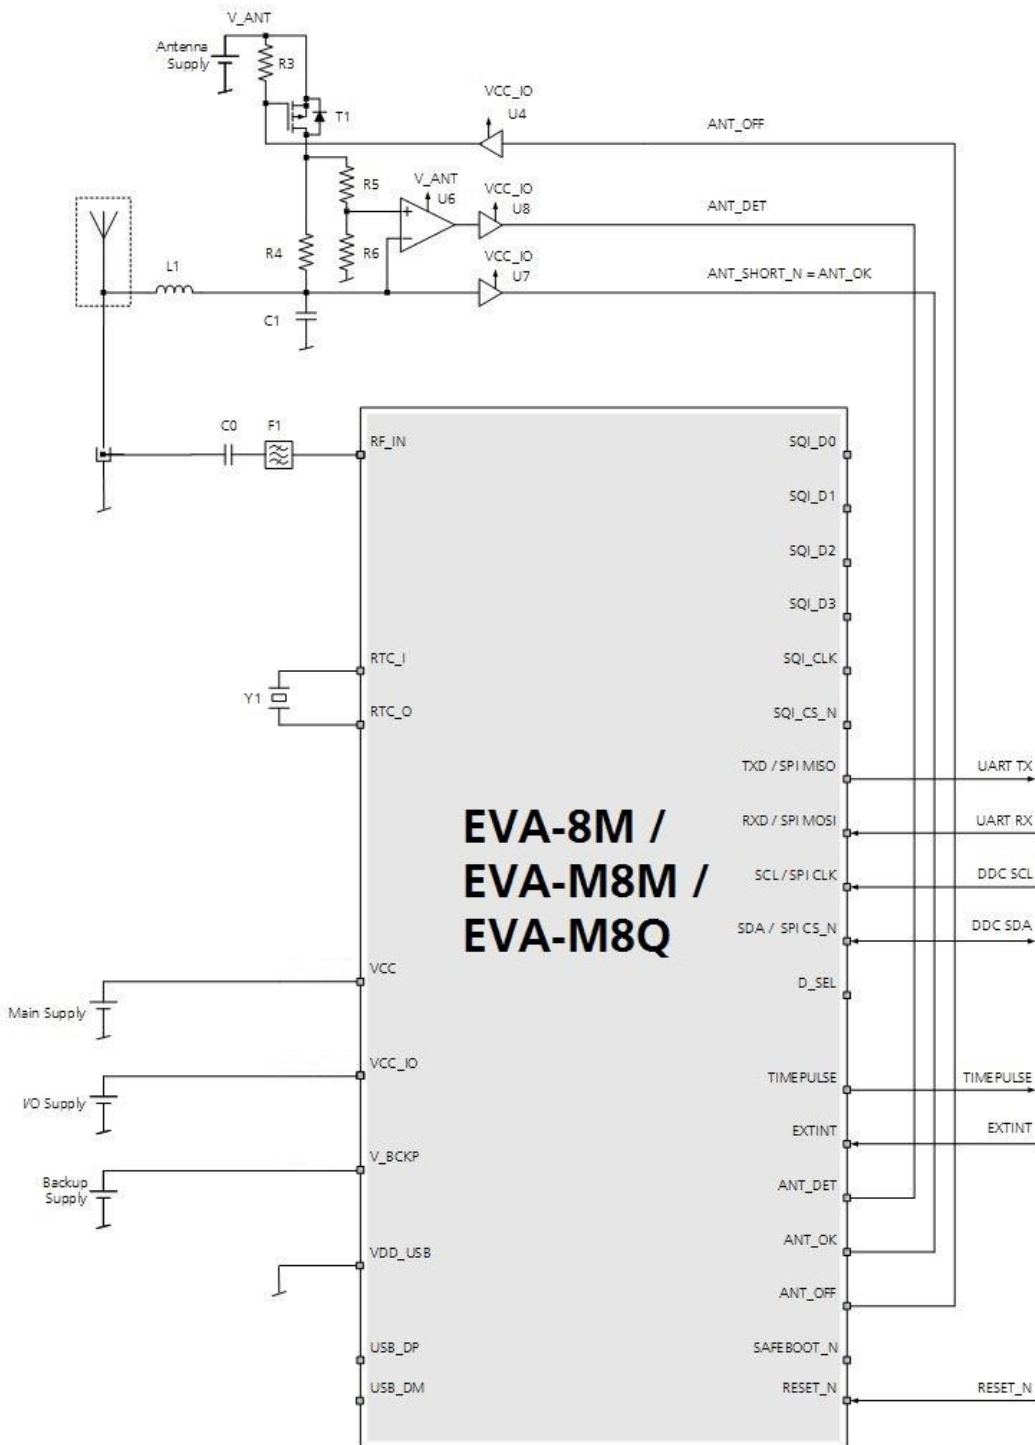 V_ANT
Antenna
Supply
R3
T1
VCC_IO
U4
ANT_OFF
R5
V_ANT
U6
VCC_IO
U8
ANT_DET
R4
R6
VCC_IO
U7
ANT_SHORT_N = ANT_OK
L1
C1
C0
F1
RF_IN
SQI_D0
SQI_D1
SQI_D2
SQI_D3
RTC_I
SQI_CLK
Y1
RTC_O
SQI_CS_N
TXD / SPI MISO
UART TX
EVA-8M /
EVA-M8M /
EVA-M8Q
RXD / SPI MOSI
UART RX
SCL / SPI CLK
DDC SCL
SDA / SPI CS_N
DDC SDA
VCC
D_SEL
Main Supply
VCC_IO
TIMEPULSE
TIMEPULSE
I/O Supply
EXTINT
EXTINT
V_BCKP
Backup
Supply
ANT_DET
VDD_USB
ANT_OK
ANT_OFF
USB_DP
SAFEBOOT_N
USB_DM
RESET_N
RESET_N
+
−